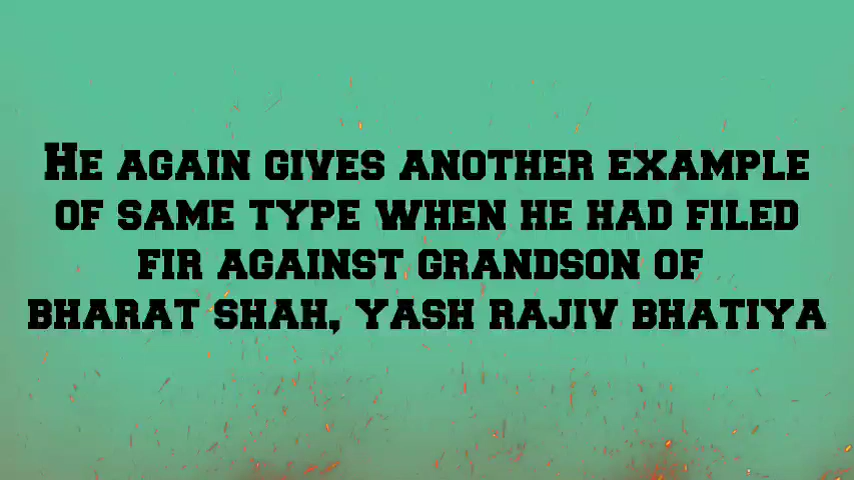 He again gives another example
of same type when he had filed
fir against grandson of
bharat shah, yash rajiv bhatiya